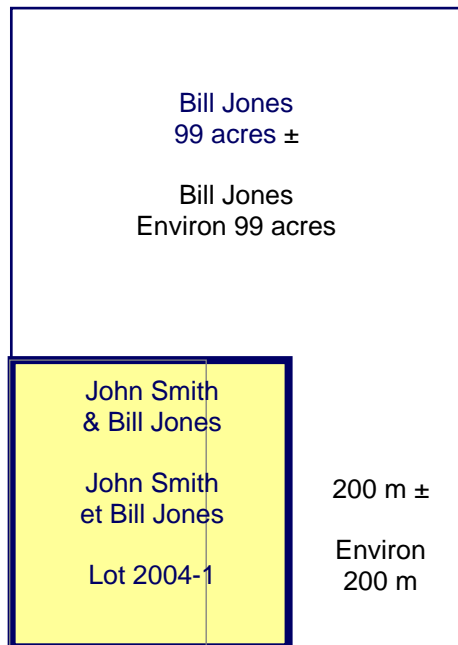 Bill Jones
99 acres ±
Bill Jones
Environ 99 acres
John Smith
& Bill Jones
John Smith
et Bill Jones
Lot 2004-1
200 m ±
Environ
200 m